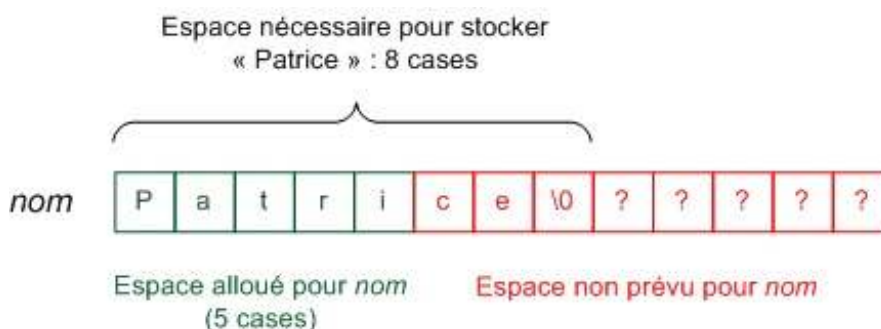 Espace nécessaire pour stocker
« Patrice » : 8 cases
nom P a t r i c e \0 ? ? ? ? ?
Espace alloué pour nom
(5 cases)
Espace non prévu pour nom